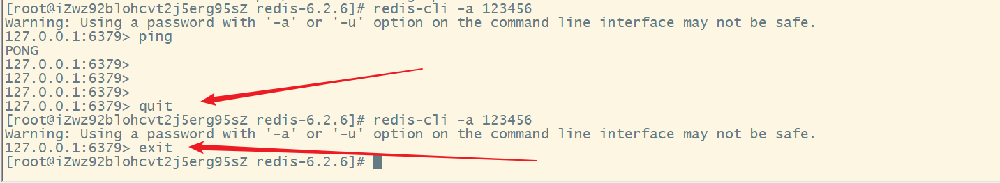 [root@iZwz92blohcvt2j5erg95sZ redis-6.2.6]# redis-cli -a 123456
Warning: Using a password with '-a' or '-u' option on the command line interface may not be safe.
127.0.0.1:6379> ping
PONG
127.0.0.1:6379>
127.0.0.1:6379>
127.0.0.1:6379>
127.0.0.1:6379> quit
[root@iZwz92blohcvt2j5erg95sZ redis-6.2.6]# redis-cli -a 123456
Warning: Using a password with '-a' or '-u' option on the command line interface may not be safe.
127.0.0.1:6379> exit
[root@iZwz92blohcvt2j5erg95sZ redis-6.2.6]#